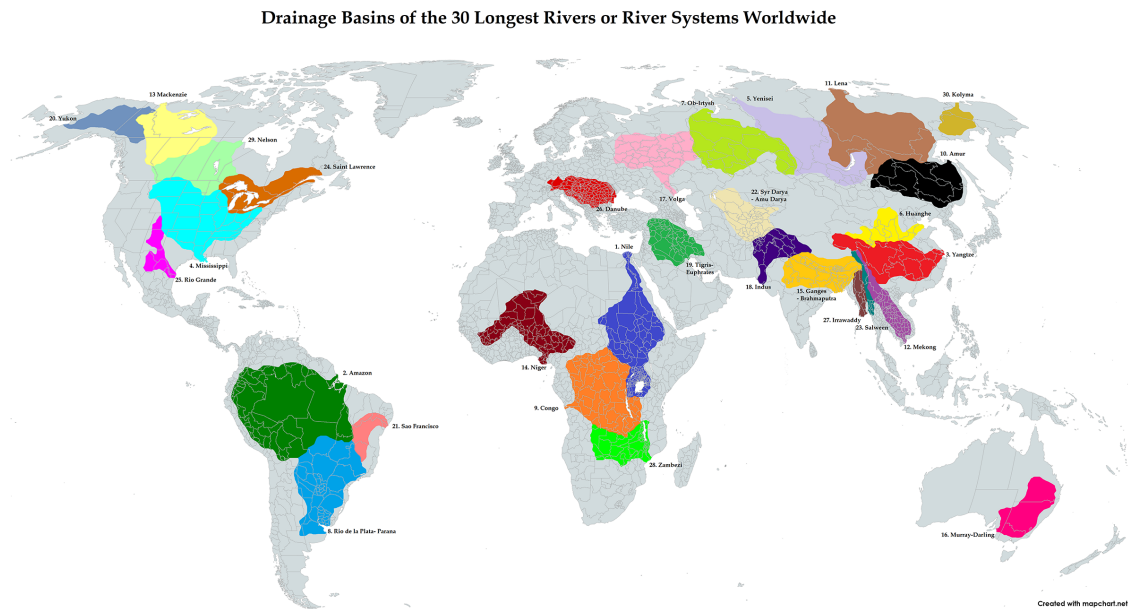 Drainage Basins of the 30 Longest Rivers or River Systems Worldwide
11. Lena
13 Mackenzie
30. Kolyma
5. Yenisei
7. Ob-Irtysh
20. Yukon
29. Nelson
10. Amur
24. Saint Lawrence
22. Syr Darya
- Amu Darya
17. Volga
26. Danube
6. Huanghe
1. Nile
3. Yangtze
4. Mississippi
19. Tigris-
Euphrates
25. Rio Grande
18. Indus
15. Ganges
- Brahmaputra
27. Irrawaddy
23. Salween
12. Mekong
14. Niger
2. Amazon
9. Congo
21. Sao Francisco
28. Zambezi
8. Rio de la Plata- Parana
16. Murray-Darling
Created with mapchart.net